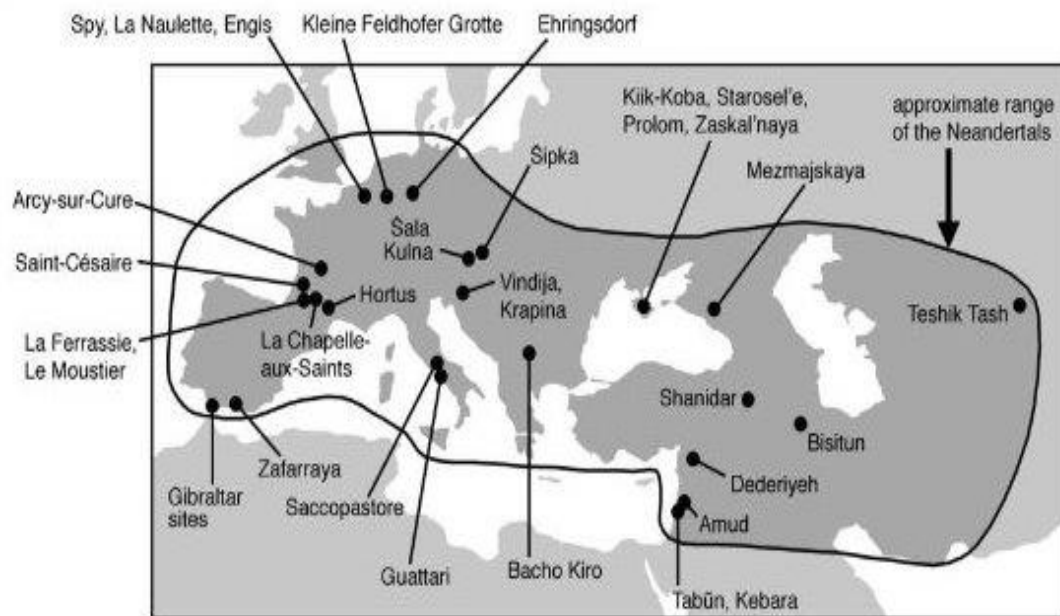 Spy, La Naulette, Engis
Kleine Feldhofer Grotte
Ehringsdorf
Kiik-Koba, Starosel'e,
Prolom, Zaskal'naya
approximate range
of the Neandertals
Mezmajskaya
Šipka
Arcy-sur-Cure
Šala
Kulna
Saint-Césaire
Vindija,
Krapina
Hortus
Teshik Tash
La Ferrassie,
Le Moustier
La Chapelle-
aux-Saints
Shanidar
Bisitun
Zafarraya
Dederiyeh
Gibraltar
sites
Saccopastore
Amud
Guattari
Bacho Kiro
Tabūn, Kebara